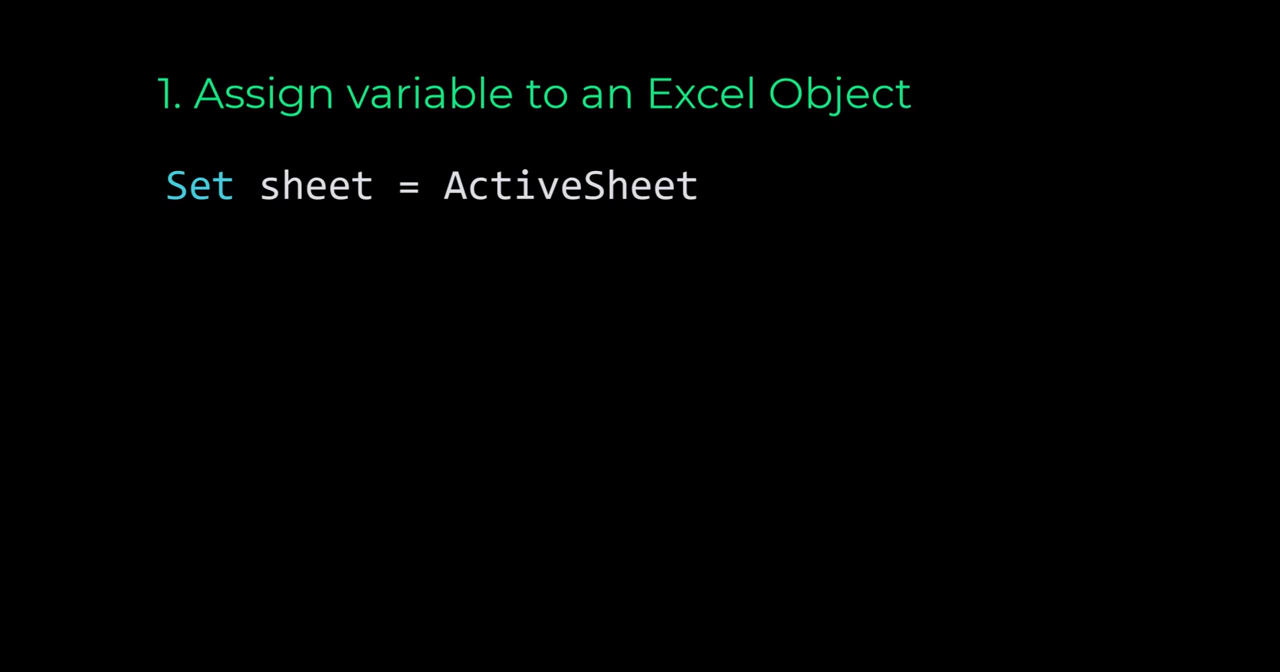 1. Assign variable to an Excel Object
Set sheet = ActiveSheet